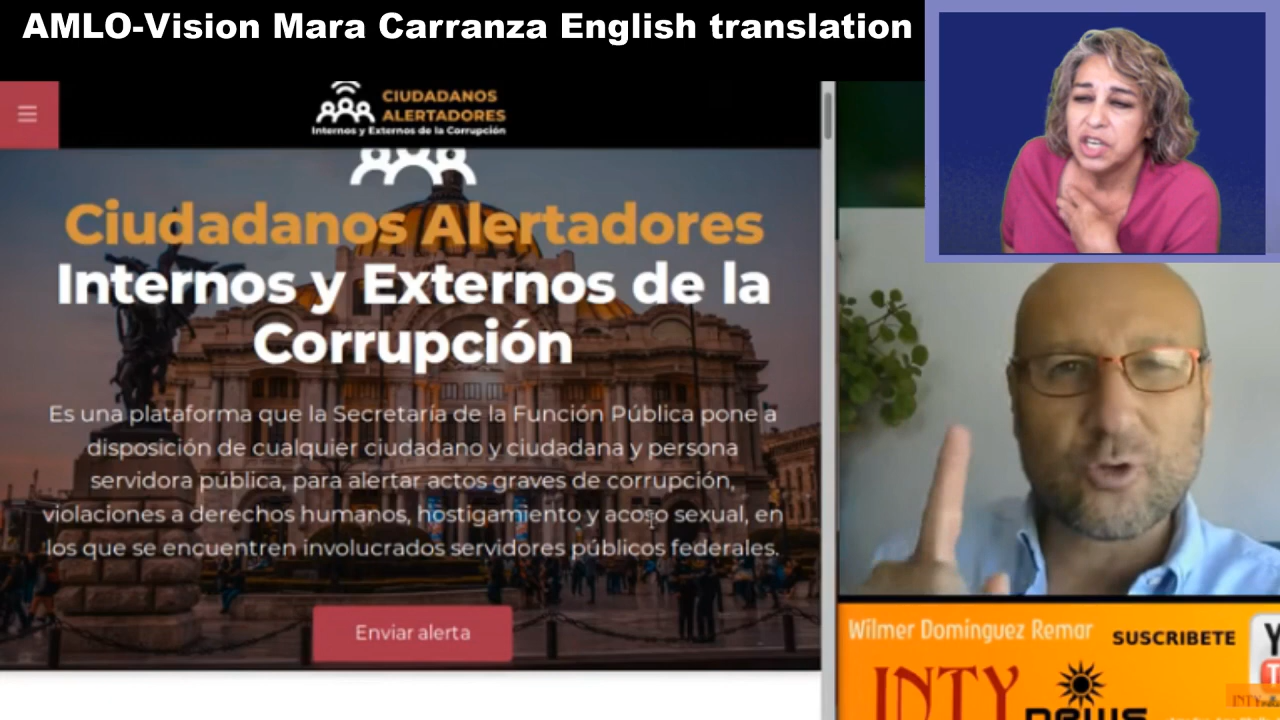 AMLO-Vision Mara Carranza English translation
CIUDADANOS
ALERTADORES
Internos y Externos de la Corrupción
Ciudadanos Alertadores
Internos y Externos de la
Corrupción
Es una plataforma que la Secretaría de la Función Pública pone a
disposición de cualquier ciudadano y ciudadana y persona
servidora pública, para alertar actos graves de corrupción,
violaciones a derechos humanos, hostigamiento y acoso sexual, en
los que se encuentren involucrados servidores públicos federales.
Enviar alerta
Wilmer Dominguez Remar
SUSCRIBETE
INTY
news